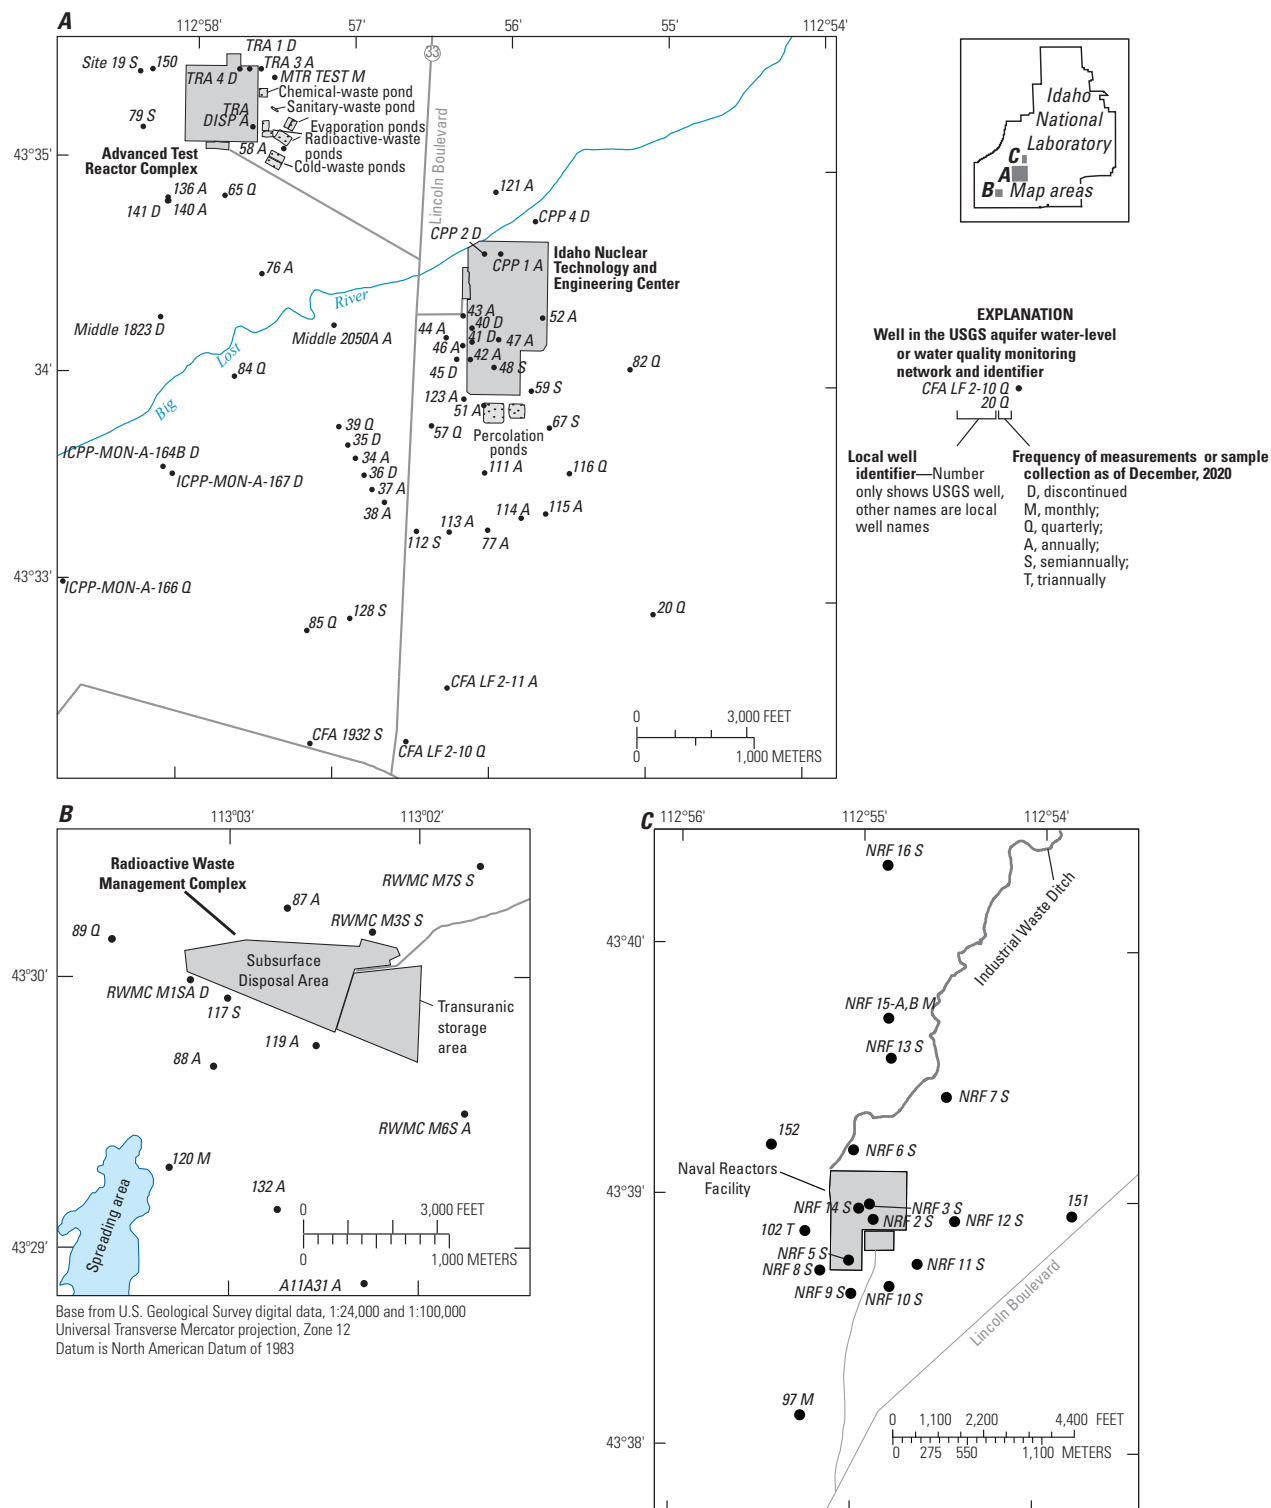 A
112°58'
57'
56'
55'
112°54'
33
TRA 1 D
Site 19 S
150
TRA 4 D
TRA 3 A
MTR TEST M
Chemical-waste pond
Sanitary-waste pond
79 S
TRA
DISP A
Evaporation ponds
Radioactive-waste
ponds
58 A
Cold-waste ponds
43°35'
Advanced Test
Reactor Complex
Lincoln Boulevard
136 A
65 Q
141 D
140 A
121 A
CPP 4 D
CPP 2 D
CPP 1 A
Idaho Nuclear
Technology and
Engineering Center
76 A
River
Lost
Big
Middle 1823 D
Middle 2050A A
43 A
40 D
52 A
44 A
41 D
47 A
46 A
42 A
45 D
48 S
82 Q
34'
84 Q
59 S
123 A
51 A
67 S
39 Q
57 Q
Percolation
ponds
35 D
34 A
ICPP-MON-A-164B D
ICPP-MON-A-167 D
36 D
111 A
116 Q
37 A
38 A
114 A
115 A
113 A
112 S
77 A
43°33'
ICPP-MON-A-166 Q
128 S
85 Q
20 Q
CFA LF 2-11 A
CFA 1932 S
CFA LF 2-10 Q
0
3,000 FEET
0
1,000 METERS
Idaho
National
Laboratory
C
A
B
Map areas
EXPLANATION
Well in the USGS aquifer water-level
or water quality monitoring
network and identifier
CFA LF 2-10 Q
20 Q
Local well
identifier—Number
only shows USGS well,
other names are local
well names
Frequency of measurements or sample
collection as of December, 2020
D, discontinued
M, monthly;
Q, quarterly;
A, annually;
S, semiannually;
T, triannually
B
113°03'
113°02'
Radioactive Waste
Management Complex
RWMC M7S S
87 A
RWMC M3S S
89 Q
43°30'
Subsurface
Disposal Area
RWMC M1SA D
117 S
Transuranic
storage
area
119 A
88 A
RWMC M6S A
120 M
Spreading area
132 A
0
3,000 FEET
0
1,000 METERS
43°29'
A11A31 A
Base from U.S. Geological Survey digital data, 1:24,000 and 1:100,000
Universal Transverse Mercator projection, Zone 12
Datum is North American Datum of 1983
C
112°56'
112°55'
112°54'
NRF 16 S
Industrial Waste Ditch
43°40'
NRF 15-A,B M
NRF 13 S
NRF 7 S
152
NRF 6 S
Naval Reactors
Facility
43°39'
NRF 14 S
NRF 3 S
NRF 2 S
NRF 12 S
151
102 T
NRF 5 S
NRF 8 S
NRF 11 S
NRF 9 S
NRF 10 S
Lincoln Boulevard
97 M
43°38'
0
1,100
2,200
4,400 FEET
0
275
550
1,100 METERS